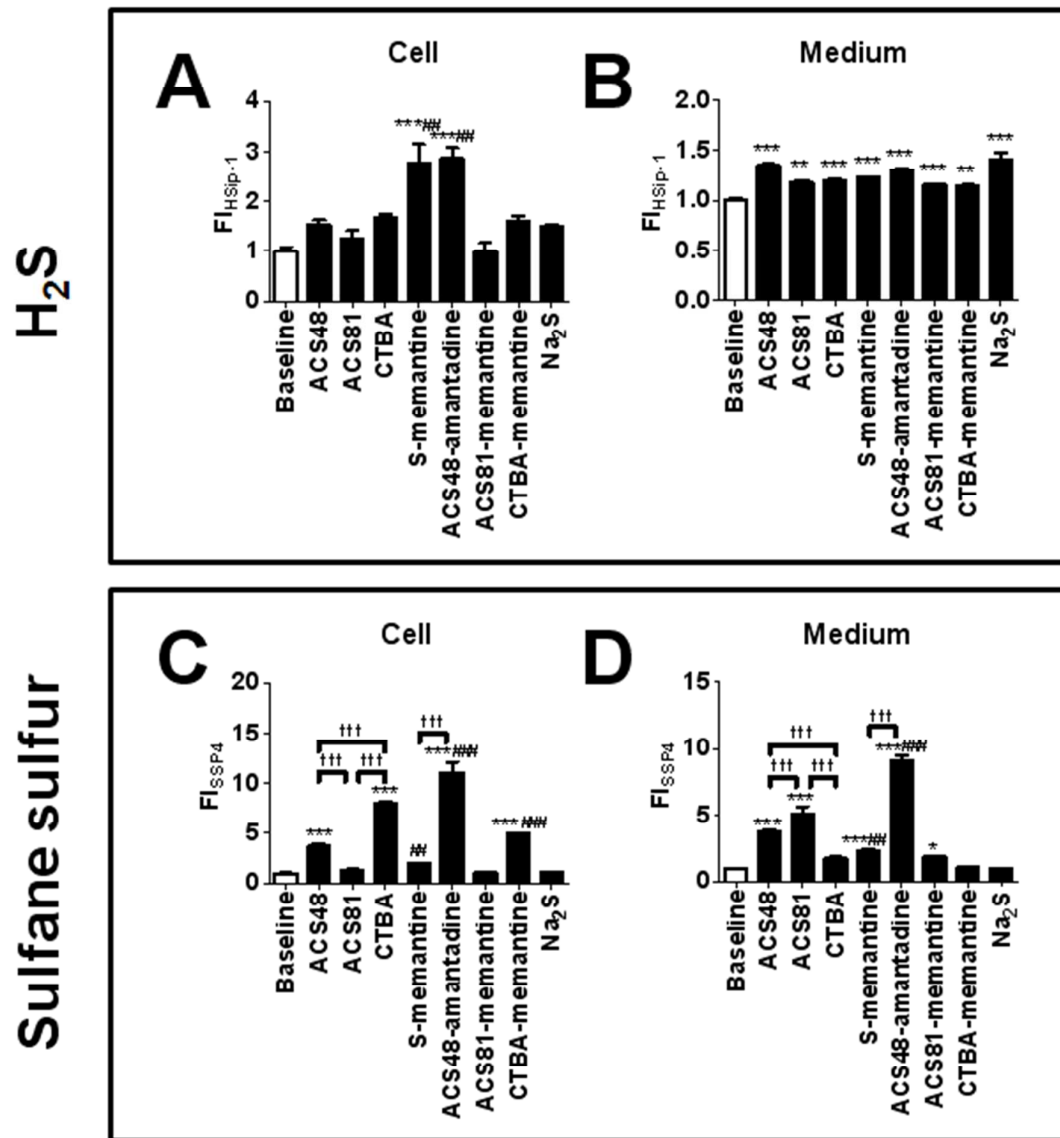 H₂S
A
Cell
FI_HSip-1
4
3
2
1
0
***##
***##
Baseline
ACS48
ACS81
CTBA
S-memantine
ACS48-amantadine
ACS81-memantine
CTBA-memantine
Na₂S
B
Medium
FI_HSip-1
2.0
1.5
1.0
0.5
0.0
***
**
***
***
***
***
**
***
Baseline
ACS48
ACS81
CTBA
S-memantine
ACS48-amantadine
ACS81-memantine
CTBA-memantine
Na₂S
Sulfane sulfur
C
Cell
FI_SSP4
20
15
10
5
0
†††
†††
†††
†††
***
***
##
***###
***###
Baseline
ACS48
ACS81
CTBA
S-memantine
ACS48-amantadine
ACS81-memantine
CTBA-memantine
Na₂S
D
Medium
FI_SSP4
15
10
5
0
†††
†††
†††
†††
***
***
***##
***###
*
Baseline
ACS48
ACS81
CTBA
S-memantine
ACS48-amantadine
ACS81-memantine
CTBA-memantine
Na₂S